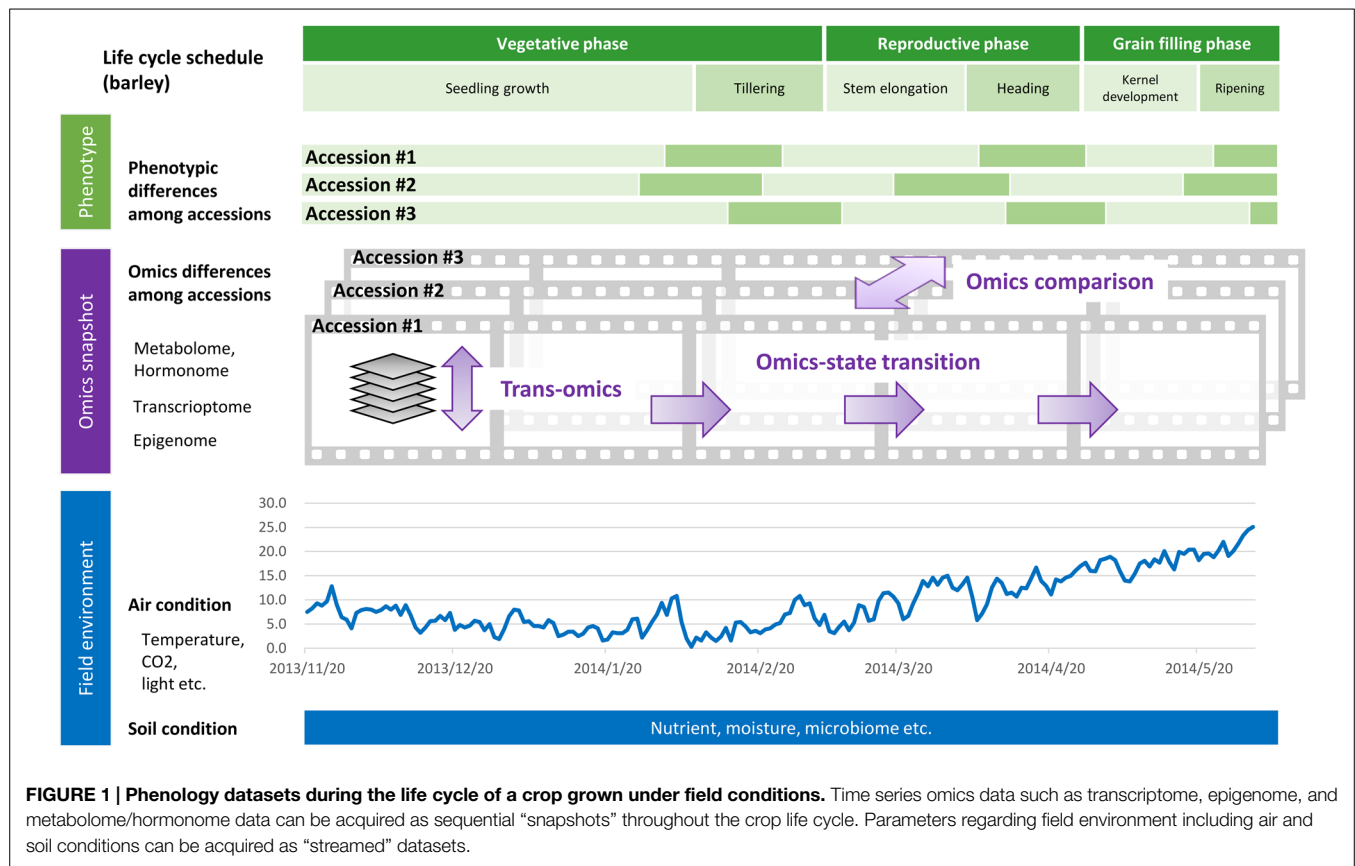 Life cycle schedule
(barley)
Vegetative phase
Reproductive phase
Grain filling phase
Seedling growth
Tillering
Stem elongation
Heading
Kernel
development
Ripening
Phenotype
Phenotypic
differences
among accessions
Accession #1
Accession #2
Accession #3
Omics snapshot
Omics differences
among accessions
Metabolome,
Hormonome
Transcrioptome
Epigenome
Accession #3
Accession #2
Accession #1
Omics comparison
Trans-omics
Omics-state transition
Field environment
Air condition
Temperature,
CO2,
light etc.
Soil condition
30.0
25.0
20.0
15.0
10.0
5.0
0.0
2013/11/20
2013/12/20
2014/1/20
2014/2/20
2014/3/20
2014/4/20
2014/5/20
Nutrient, moisture, microbiome etc.
FIGURE 1 | Phenology datasets during the life cycle of a crop grown under field conditions. Time series omics data such as transcriptome, epigenome, and
metabolome/hormonome data can be acquired as sequential “snapshots” throughout the crop life cycle. Parameters regarding field environment including air and
soil conditions can be acquired as “streamed” datasets.